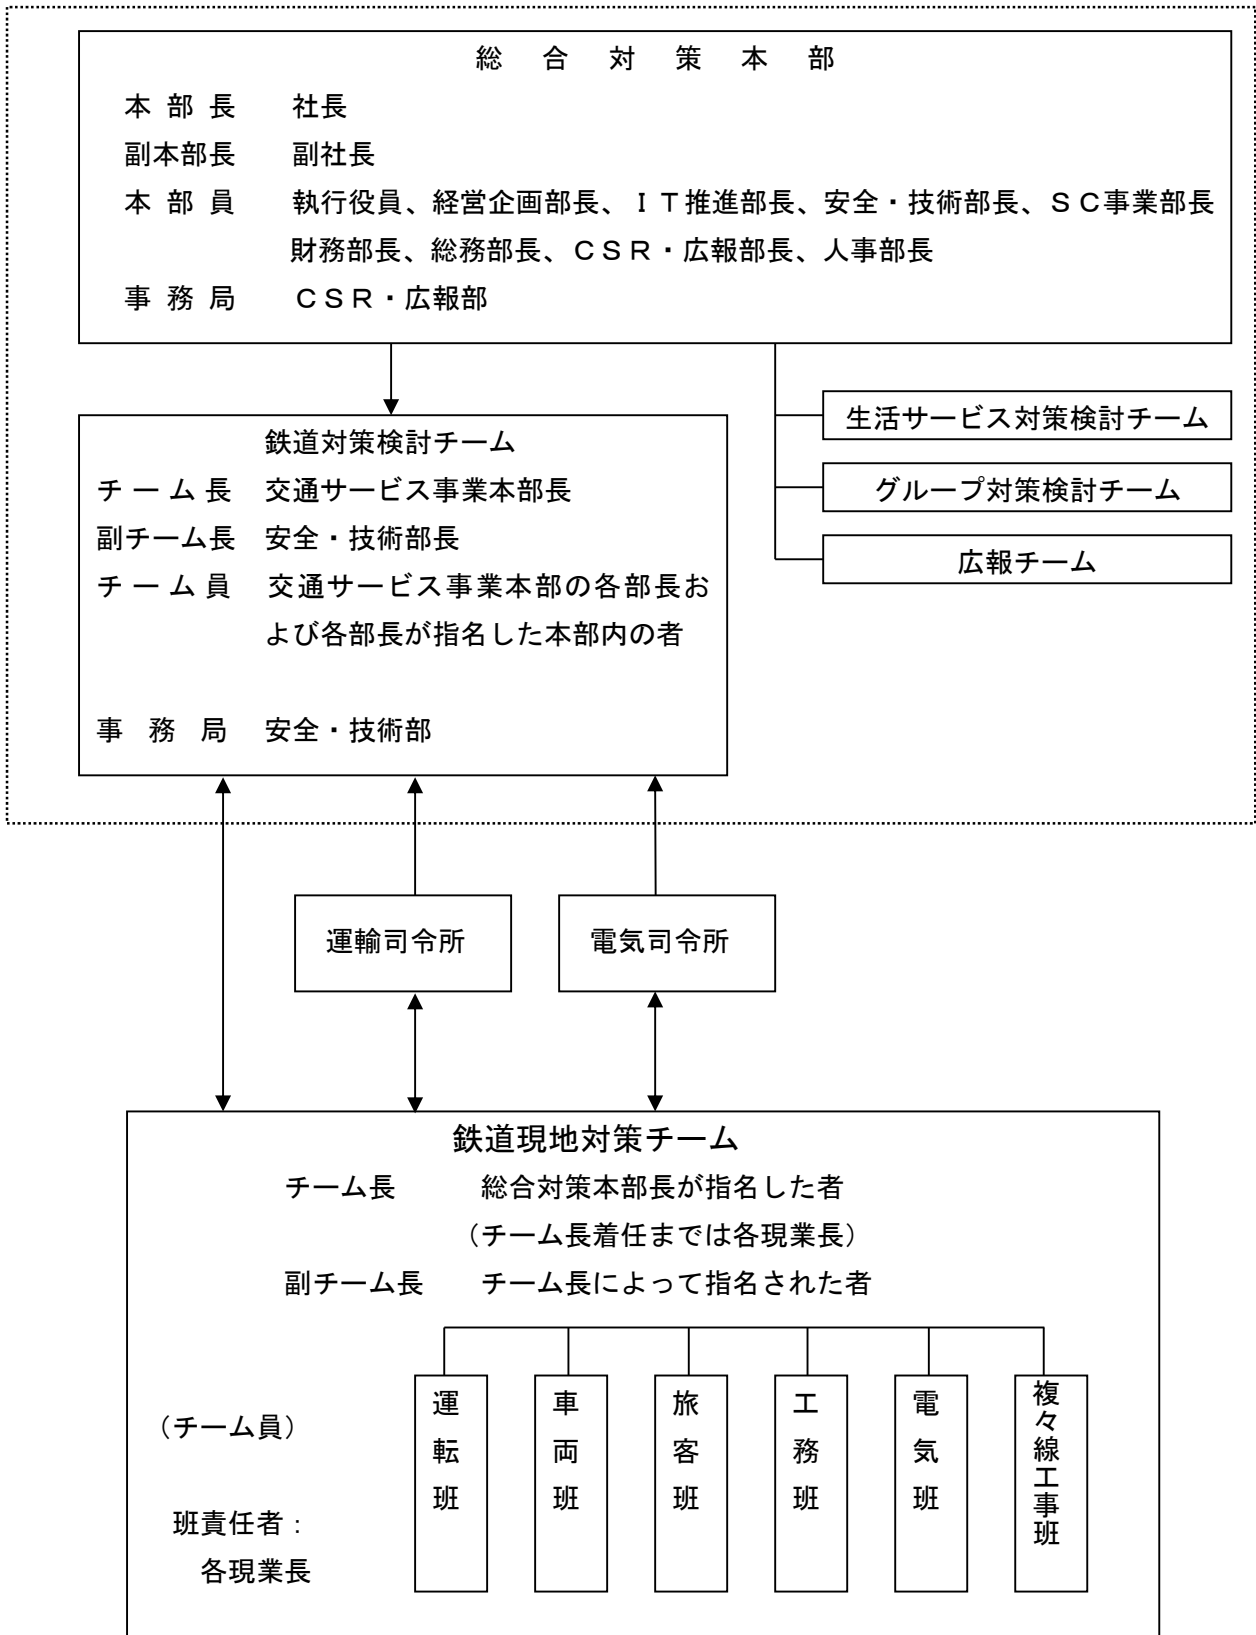 総合対策本部
本部長 社長
副本部長 副社長
本部員 執行役員、経営企画部長、ＩＴ推進部長、安全・技術部長、ＳＣ事業部長
財務部長、総務部長、ＣＳＲ・広報部長、人事部長
事務局 ＣＳＲ・広報部
鉄道対策検討チーム
チーム長 交通サービス事業本部長
副チーム長 安全・技術部長
チーム員 交通サービス事業本部の各部長お
よび各部長が指名した本部内の者
事務局 安全・技術部
生活サービス対策検討チーム
グループ対策検討チーム
広報チーム
運輸司令所
電気司令所
鉄道現地対策チーム
チーム長 総合対策本部長が指名した者
（チーム長着任までは各現業長）
副チーム長 チーム長によって指名された者
（チーム員）
班責任者：
各現業長
運転班
車両班
旅客班
工務班
電気班
複々線工事班